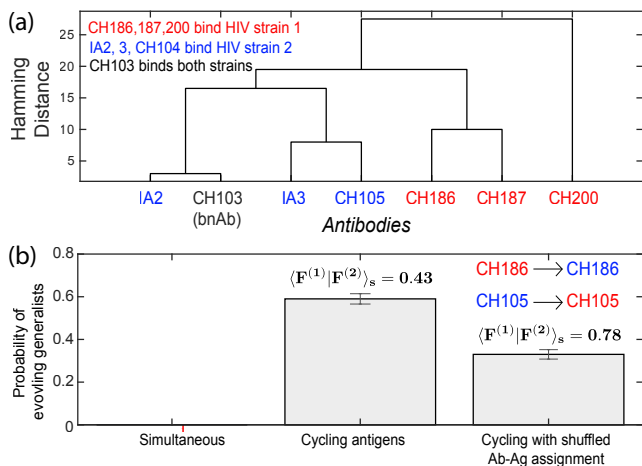 (a)
CH186,187,200 bind HIV strain 1
IA2, 3, CH104 bind HIV strain 2
CH103 binds both strains
Hamming
Distance
25
20
15
10
5
IA2
CH103
(bnAb)
IA3
CH105
CH186
CH187
CH200
Antibodies
(b)
Probability of
evovling generalists
0.8
0.6
0.4
0.2
0
⟨F⁽¹⁾|F⁽²⁾⟩ₛ = 0.43
CH186 → CH186
CH105 → CH105
⟨F⁽¹⁾|F⁽²⁾⟩ₛ = 0.78
Simultaneous
Cycling antigens
Cycling with shuffled
Ab-Ag assignment